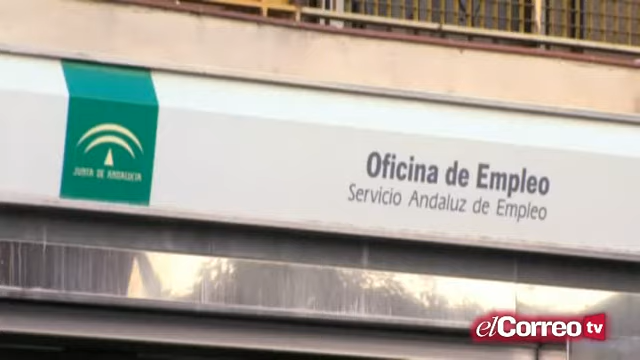 JUNTA DE ANDALUCIA
Oficina de Empleo
Servicio Andaluz de Empleo
elCorreo tv